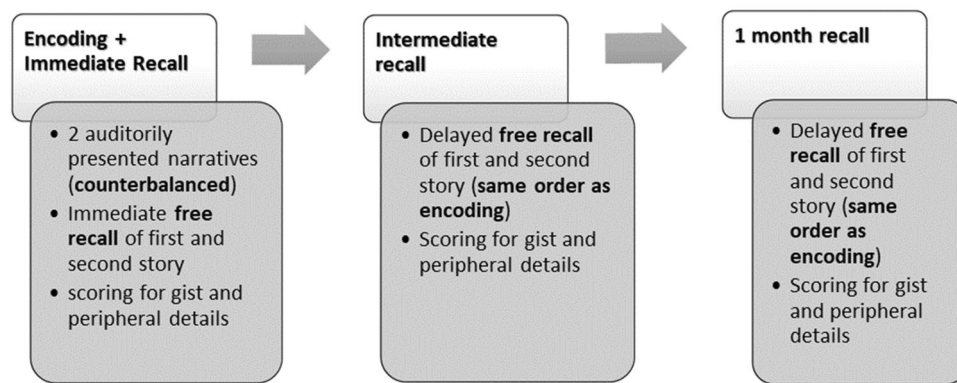 Encoding +
Immediate Recall
• 2 auditorily
presented narratives
(counterbalanced)
• Immediate free
recall of first and
second story
• scoring for gist and
peripheral details
Intermediate
recall
• Delayed free recall
of first and second
story (same order as
encoding)
• Scoring for gist and
peripheral details
1 month recall
• Delayed free
recall of first
and second
story (same
order as
encoding)
• Scoring for gist
and peripheral
details